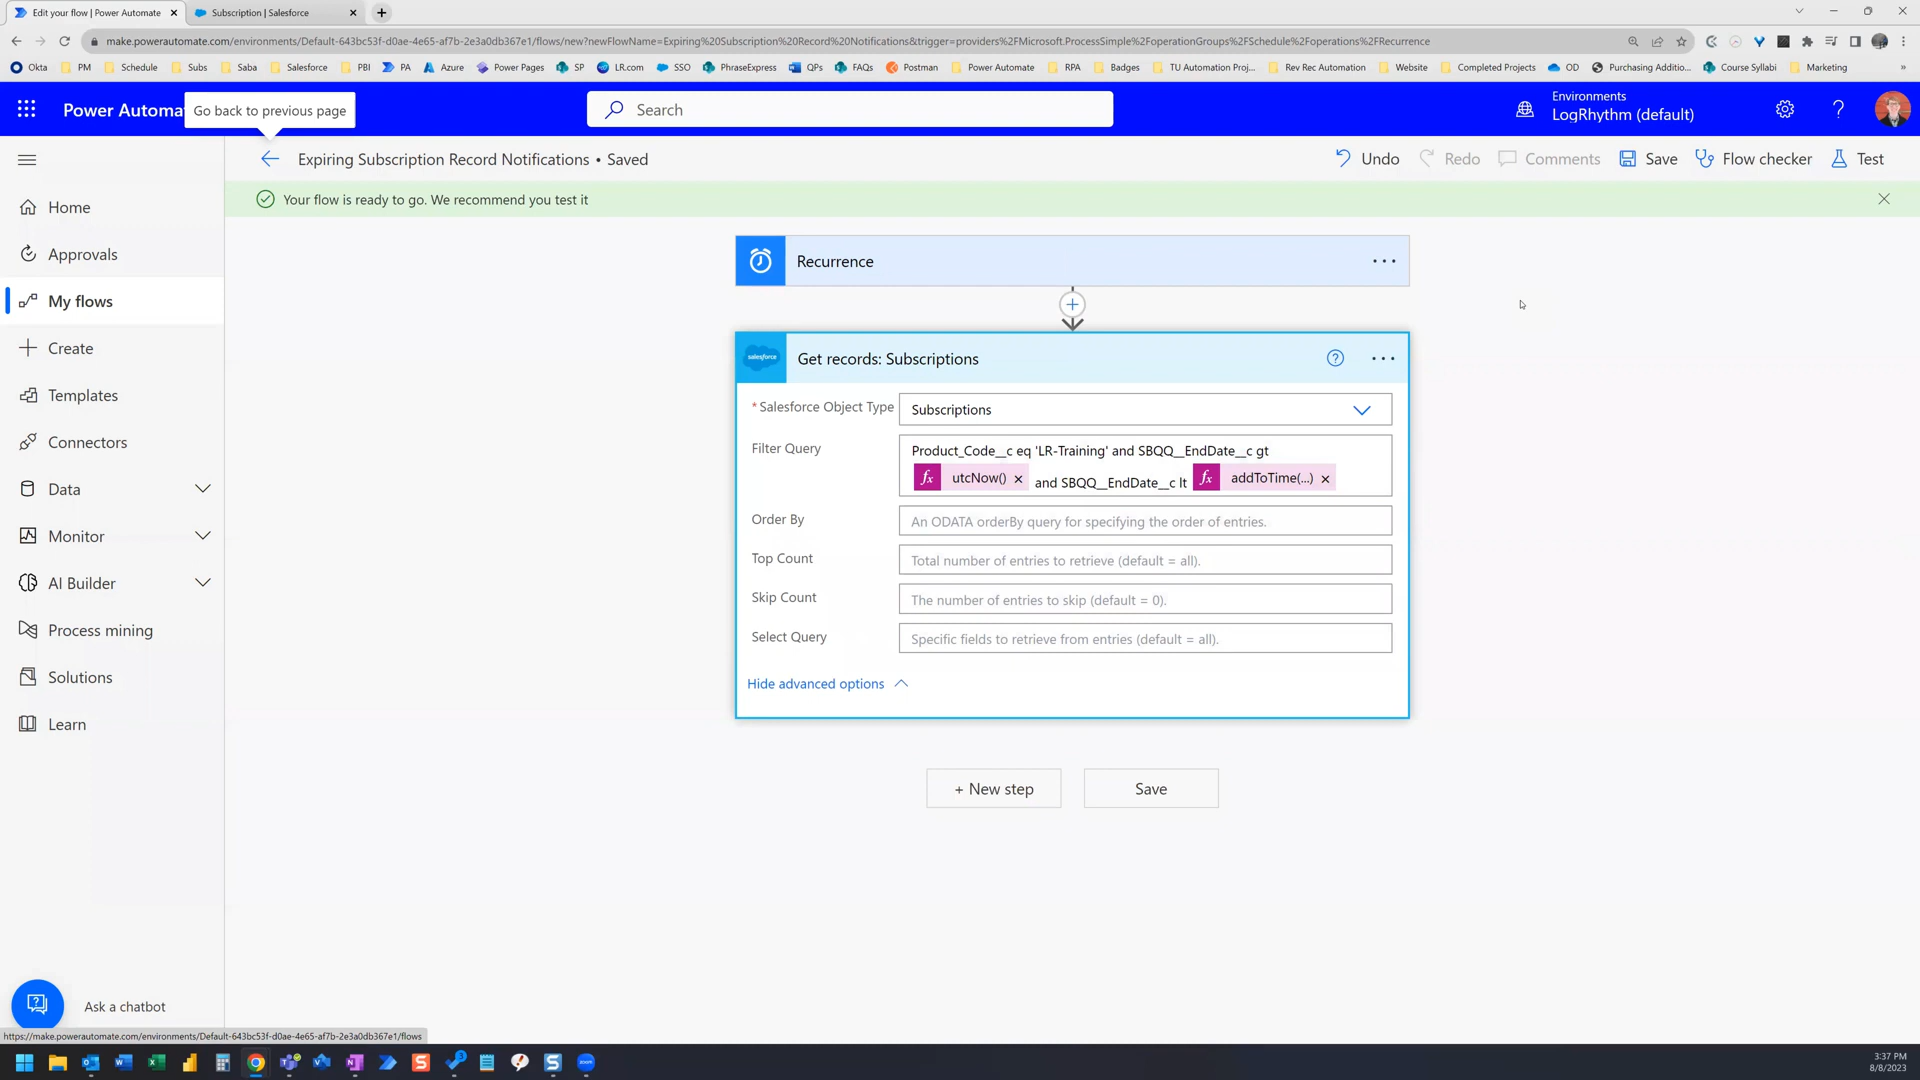 Edit your flow | Power Automate
Subscription | Salesforce
make.powerautomate.com/environments/Default-643bc53f-d0ae-4e65-af7b-2e3a0db367e1/flows/new?newFlowName=Expiring%20Subscription%20Record%20Notifications&trigger=providers%2FMicrosoft.ProcessSimple%2FoperationGroups%2FSchedule%2Foperations%2FRecurrence
Okta PM Schedule Subs Saba Salesforce PBI PA Azure Power Pages SP LR.com SSO PhraseExpress QPs FAQs Postman Power Automate RPA Badges TU Automation Proj... Rev Rec Automation Website Completed Projects OD Purchasing Additio... Course Syllabi Marketing »
Power Automa
Go back to previous page
Search
Environments
LogRhythm (default)
Expiring Subscription Record Notifications • Saved
Undo Redo Comments Save Flow checker Test
Your flow is ready to go. We recommend you test it
Home
Approvals
My flows
Create
Templates
Connectors
Data
Monitor
AI Builder
Process mining
Solutions
Learn
Ask a chatbot
Recurrence
salesforce
Get records: Subscriptions
* Salesforce Object Type
Subscriptions
Filter Query
Product_Code__c eq 'LR-Training' and SBQQ__EndDate__c gt
fx utcNow() × and SBQQ__EndDate__c lt fx addToTime(...) ×
Order By
An ODATA orderBy query for specifying the order of entries.
Top Count
Total number of entries to retrieve (default = all).
Skip Count
The number of entries to skip (default = 0).
Select Query
Specific fields to retrieve from entries (default = all).
Hide advanced options
+ New step
Save
https://make.powerautomate.com/environments/Default-643bc53f-d0ae-4e65-af7b-2e3a0db367e1/flows
3:37 PM
8/8/2023